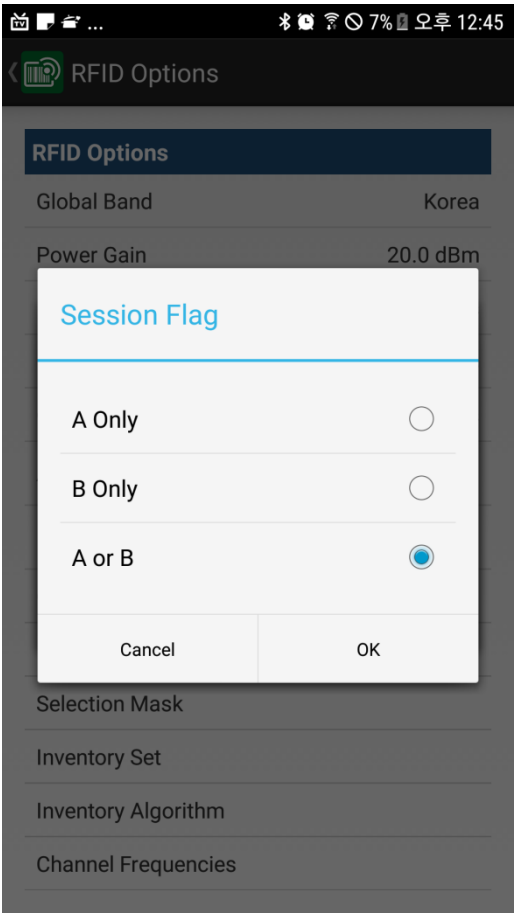 ... 7% 오후 12:45
RFID Options
RFID Options
Global Band Korea
Power Gain 20.0 dBm
Session Flag
A Only
B Only
A or B
Cancel OK
Selection Mask
Inventory Set
Inventory Algorithm
Channel Frequencies